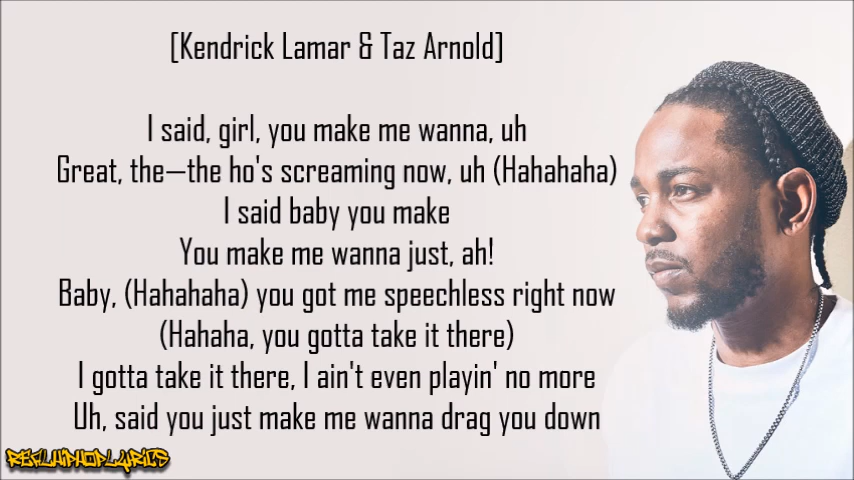 [Kendrick Lamar & Taz Arnold]
I said, girl, you make me wanna, uh
Great, the—the ho's screaming now, uh (Hahahaha)
I said baby you make
You make me wanna just, ah!
Baby, (Hahahaha) you got me speechless right now
(Hahaha, you gotta take it there)
I gotta take it there, I ain't even playin' no more
Uh, said you just make me wanna drag you down
REALHIPHOPLYRICS